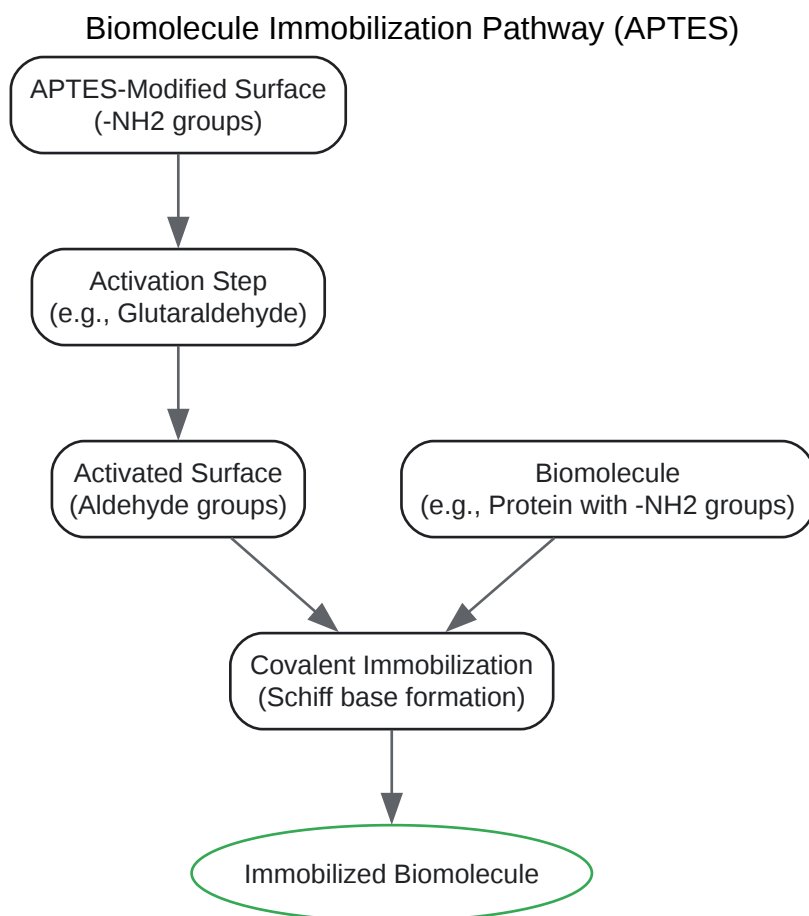 Biomolecule Immobilization Pathway (APTES)
APTES-Modified Surface
(-NH2 groups)
Activation Step
(e.g., Glutaraldehyde)
Activated Surface
(Aldehyde groups)
Biomolecule
(e.g., Protein with -NH2 groups)
Covalent Immobilization
(Schiff base formation)
Immobilized Biomolecule